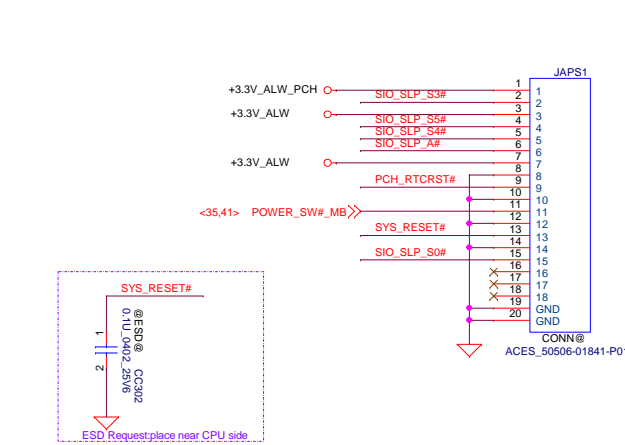 JAPS1
+3.3V_ALW_PCH
1 1
SIO_SLP_S3#
2 2
+3.3V_ALW
3 3
SIO_SLP_S5#
4 4
SIO_SLP_S4#
5 5
SIO_SLP_A#
6 6
+3.3V_ALW
7 7
8 8
PCH_RTCRST#
9 9
10 10
<35,41> POWER_SW#_MB
11 11
12 12
SYS_RESET#
13 13
14 14
SIO_SLP_S0#
15 15
16 16
17 17
18 18
19 GND
20 GND
CONN@
ACES_50506-01841-P01
SYS_RESET#
1
2
@ESD@ CC302
0.1U_0402_25V6
ESD Request:place near CPU side